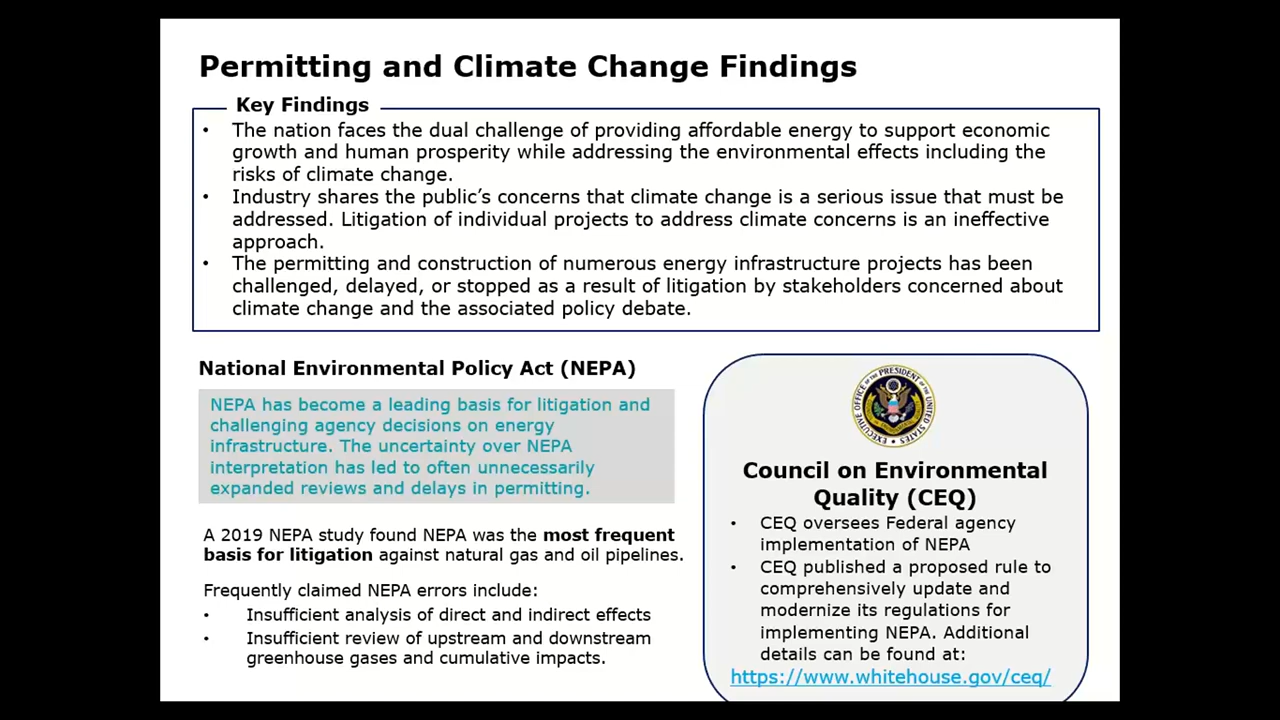 Permitting and Climate Change Findings
Key Findings
• The nation faces the dual challenge of providing affordable energy to support economic
growth and human prosperity while addressing the environmental effects including the
risks of climate change.
• Industry shares the public's concerns that climate change is a serious issue that must be
addressed. Litigation of individual projects to address climate concerns is an ineffective
approach.
• The permitting and construction of numerous energy infrastructure projects has been
challenged, delayed, or stopped as a result of litigation by stakeholders concerned about
climate change and the associated policy debate.
National Environmental Policy Act (NEPA)
NEPA has become a leading basis for litigation and
challenging agency decisions on energy
infrastructure. The uncertainty over NEPA
interpretation has led to often unnecessarily
expanded reviews and delays in permitting.
A 2019 NEPA study found NEPA was the most frequent
basis for litigation against natural gas and oil pipelines.
Frequently claimed NEPA errors include:
• Insufficient analysis of direct and indirect effects
• Insufficient review of upstream and downstream
greenhouse gases and cumulative impacts.
EXECUTIVE OFFICE OF THE PRESIDENT OF THE UNITED STATES
Council on Environmental
Quality (CEQ)
• CEQ oversees Federal agency
implementation of NEPA
• CEQ published a proposed rule to
comprehensively update and
modernize its regulations for
implementing NEPA. Additional
details can be found at:
https://www.whitehouse.gov/ceq/